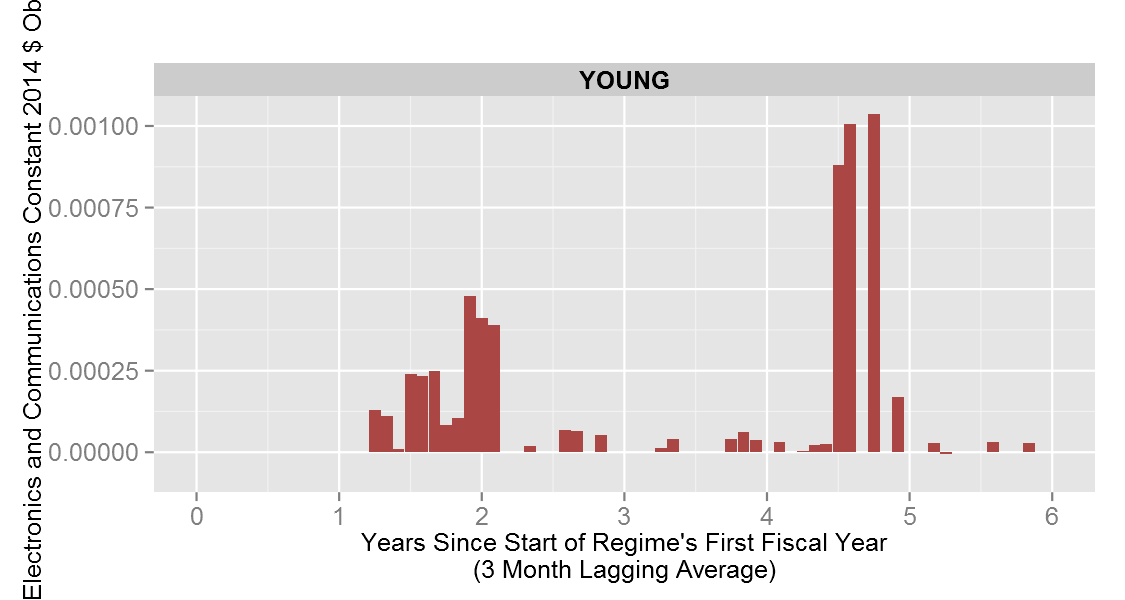 YOUNG
Electronics and Communications Constant 2014 $ Ob
0.00100
0.00075
0.00050
0.00025
0.00000
0 1 2 3 4 5 6
Years Since Start of Regime's First Fiscal Year
(3 Month Lagging Average)